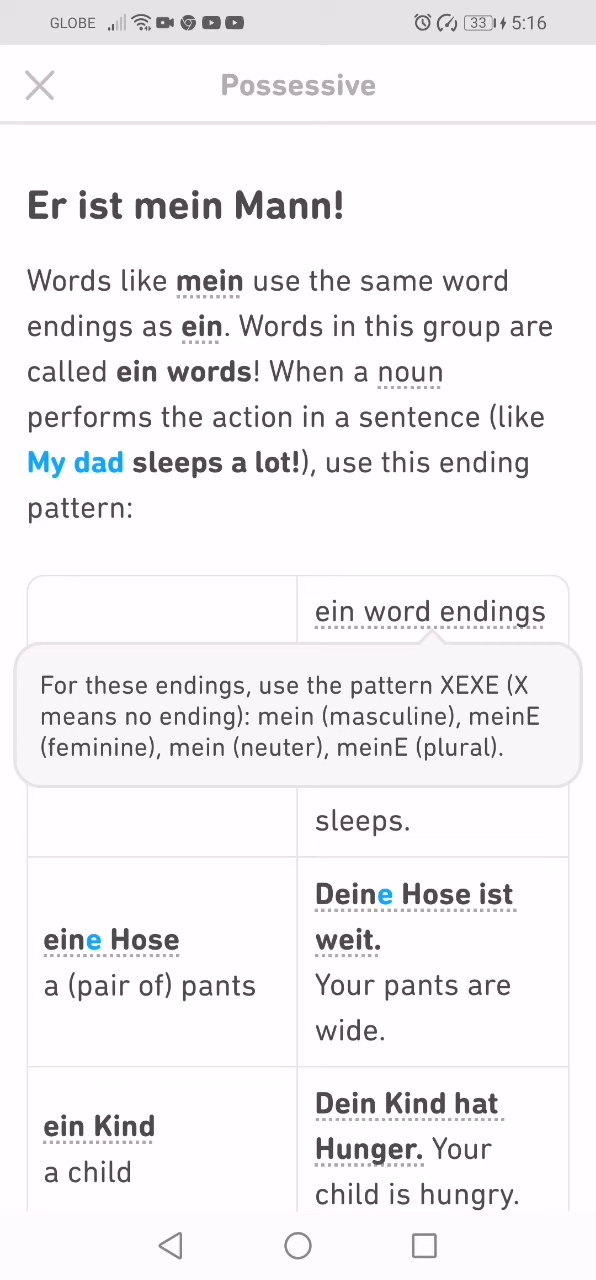 GLOBE 33 5:16
Possessive
Er ist mein Mann!
Words like mein use the same word
endings as ein. Words in this group are
called ein words! When a noun
performs the action in a sentence (like
My dad sleeps a lot!), use this ending
pattern:
ein word endings
For these endings, use the pattern XEXE (X
means no ending): mein (masculine), meinE
(feminine), mein (neuter), meinE (plural).
sleeps.
eine Hose
a (pair of) pants
Deine Hose ist
weit.
Your pants are
wide.
ein Kind
a child
Dein Kind hat
Hunger. Your
child is hungry.